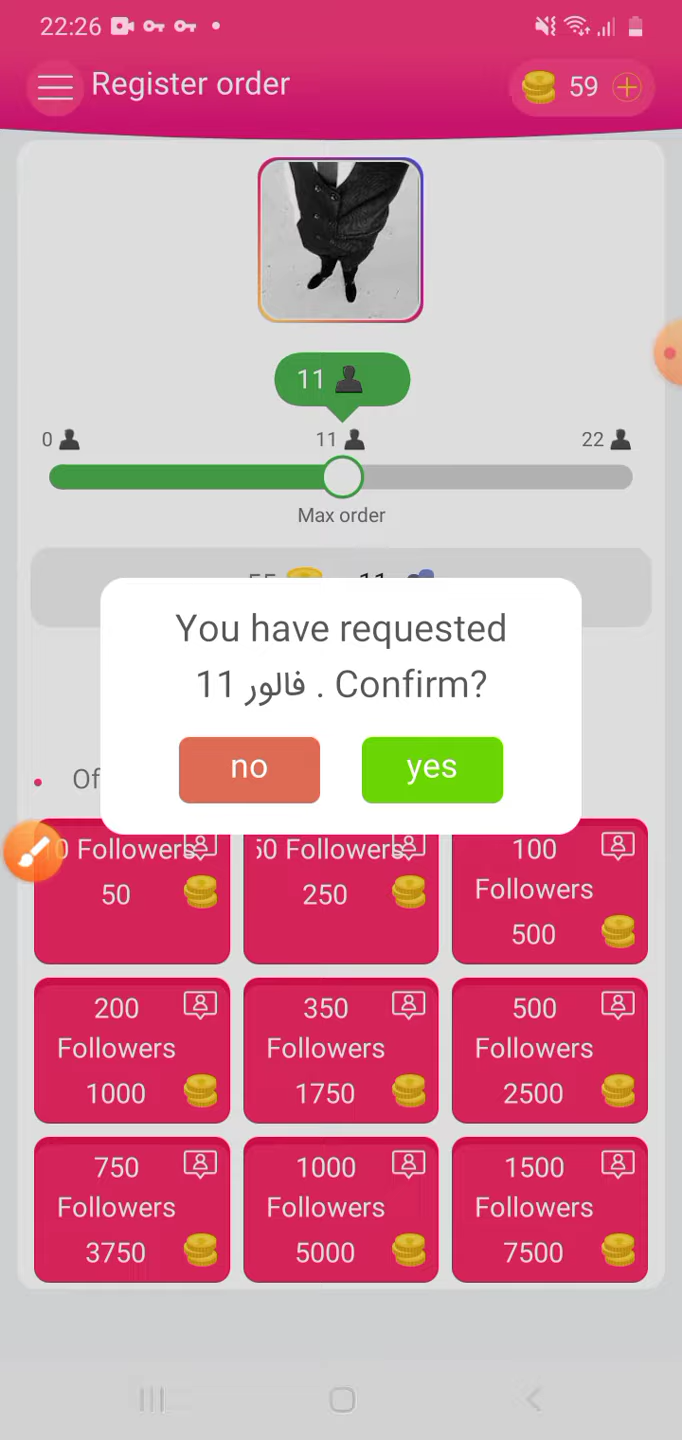 22:26
Register order
59
11
0
11
22
Max order
You have requested
11 فالور . Confirm?
no
yes
0 Followers
50
50 Followers
250
100
Followers
500
200
Followers
1000
350
Followers
1750
500
Followers
2500
750
Followers
3750
1000
Followers
5000
1500
Followers
7500